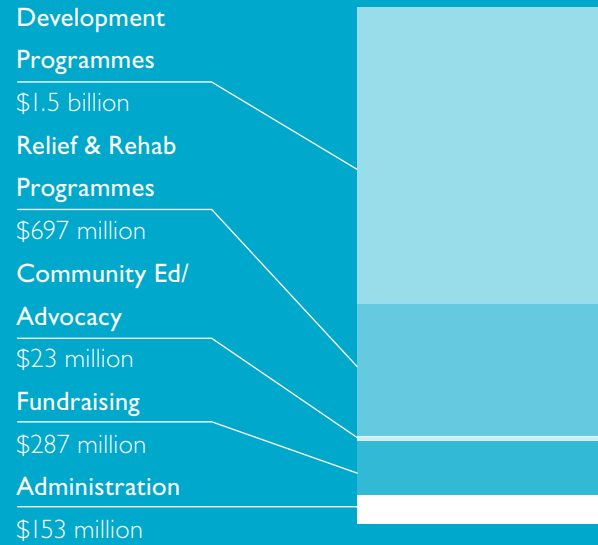 Development
Programmes
$1.5 billion
Relief & Rehab
Programmes
$697 million
Community Ed/
Advocacy
$23 million
Fundraising
$287 million
Administration
$153 million